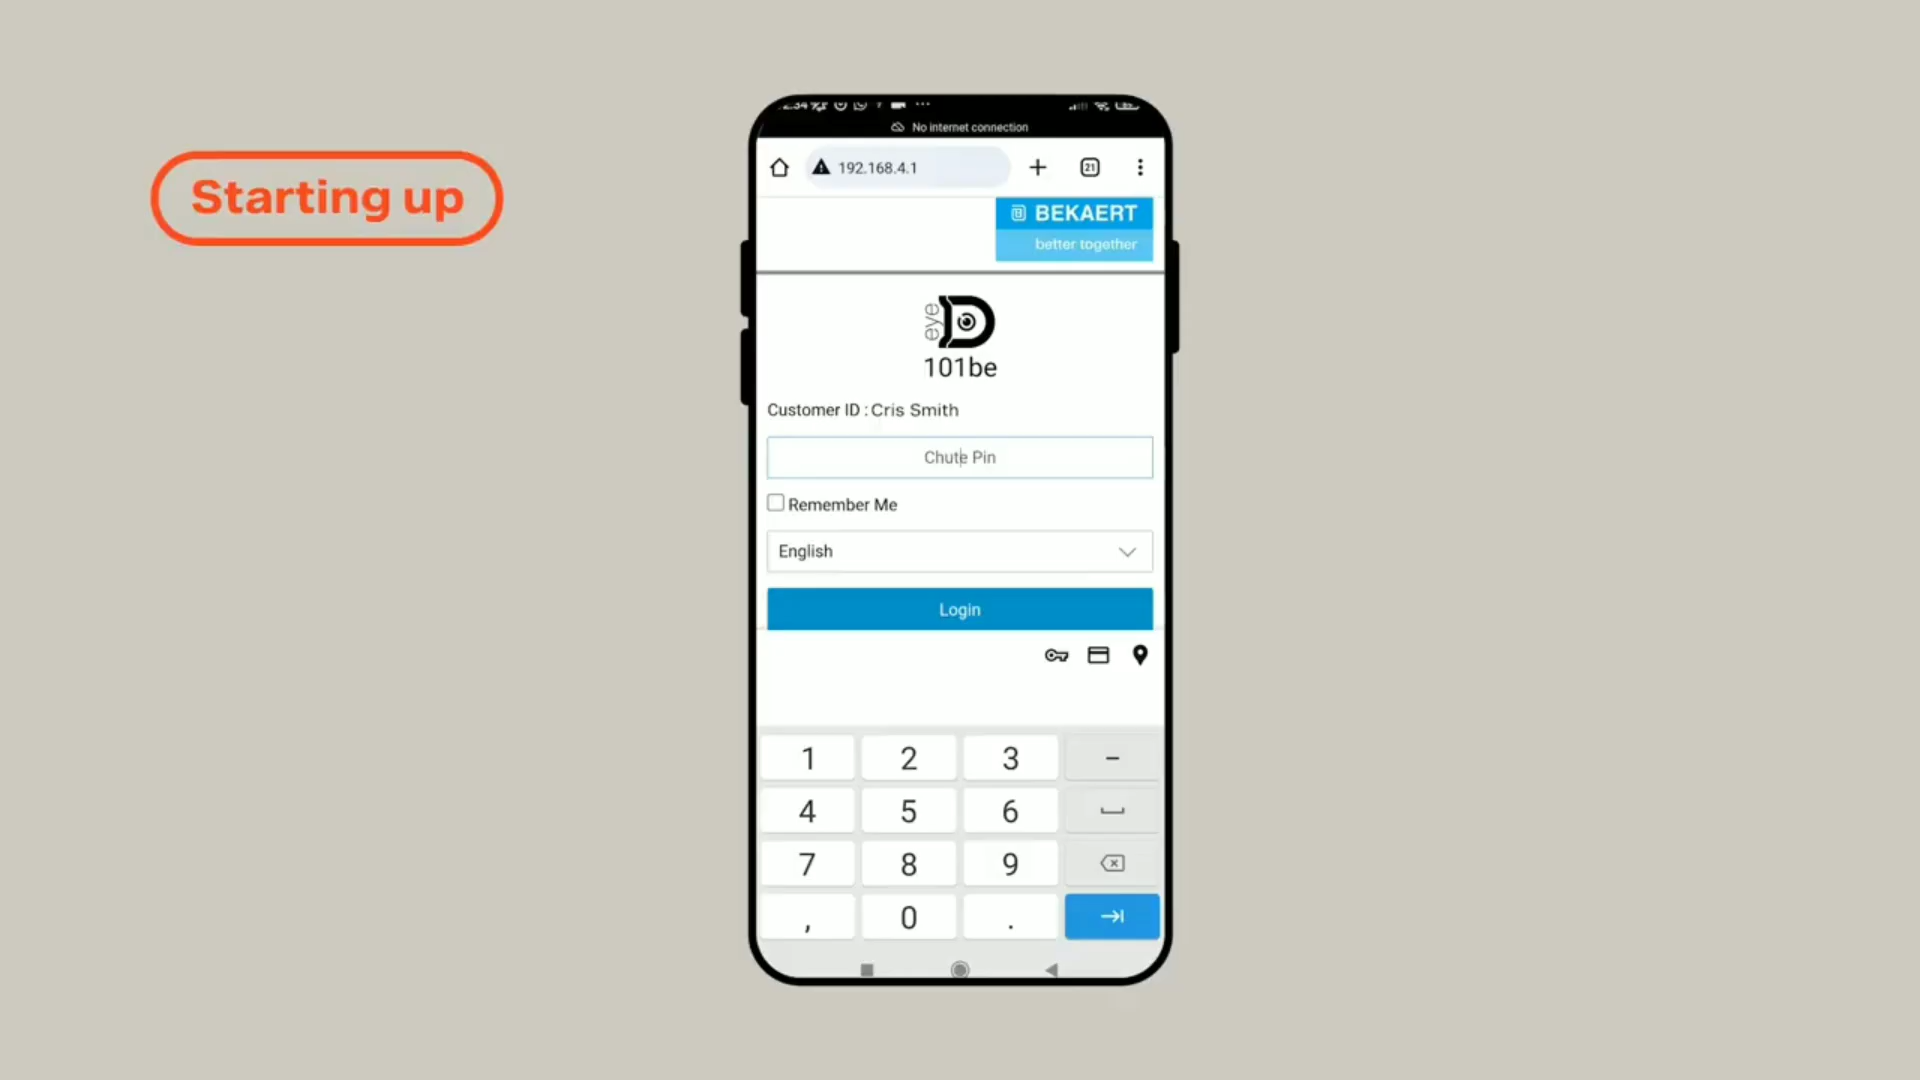 Starting up
No internet connection
192.168.4.1
21
BEKAERT
better together
eye
D
101be
Customer ID : Cris Smith
Chute Pin
Remember Me
English
Login
1 2 3 -
4 5 6
7 8 9
, 0 .